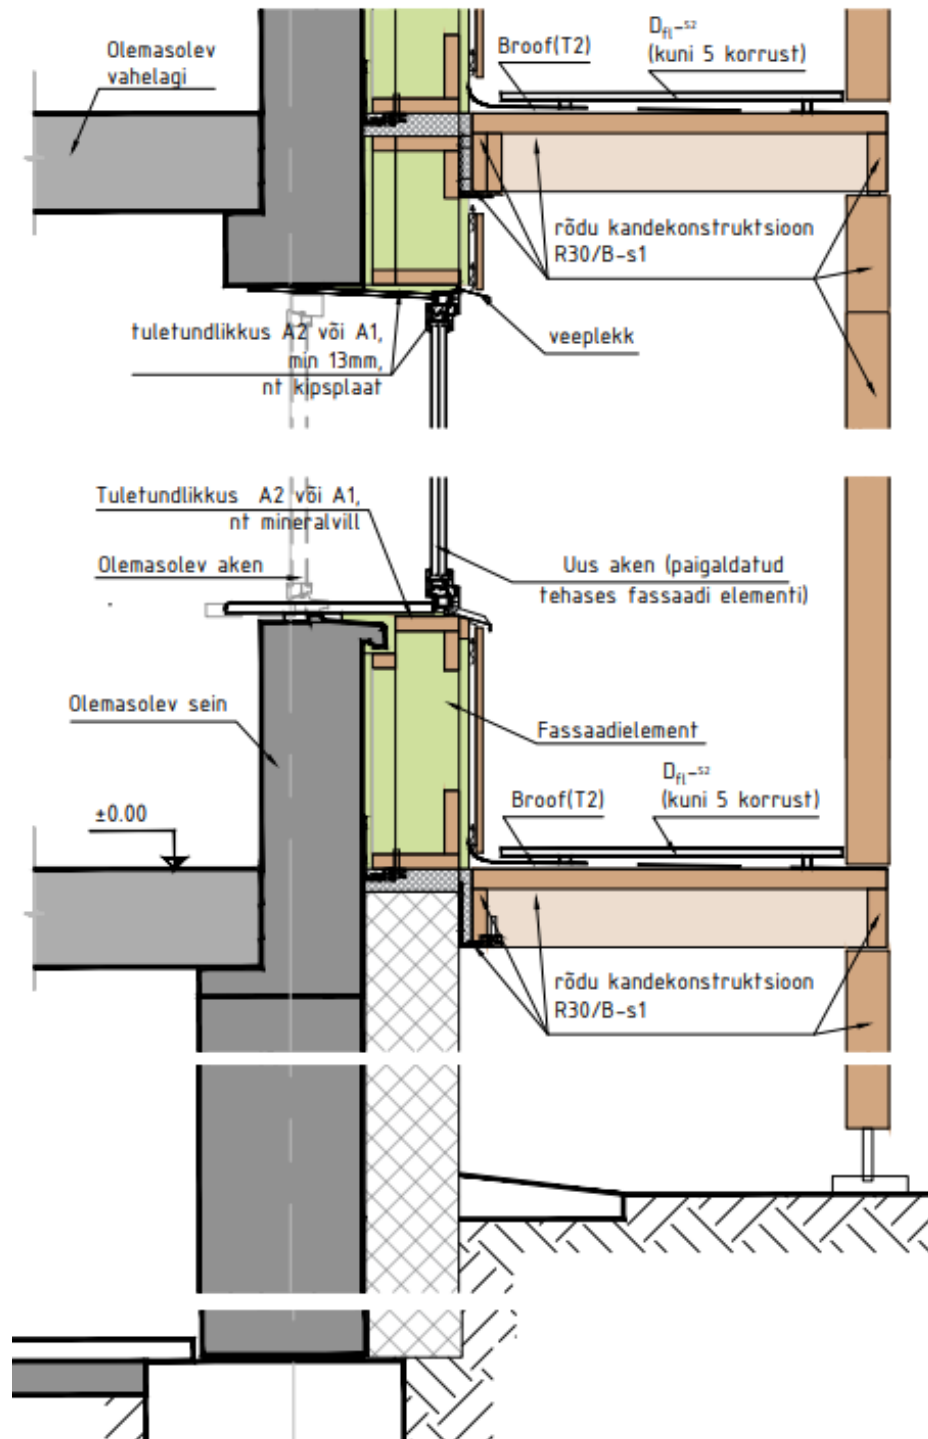 Olemasolev
vahelagi
Broof(T2)
Dfl-s2
(kuni 5 korrust)
rõdu kandekonstruktsioon
R30/B-s1
tuletundlikkus A2 või A1,
min 13mm,
nt kipsplaat
veeplekk
Tuletundlikkus A2 või A1,
nt mineralvill
Olemasolev aken
Uus aken (paigaldatud
tehases fassaadi elementi)
Olemasolev sein
Fassaadielement
±0.00
Broof(T2)
Dfl-s2
(kuni 5 korrust)
rõdu kandekonstruktsioon
R30/B-s1